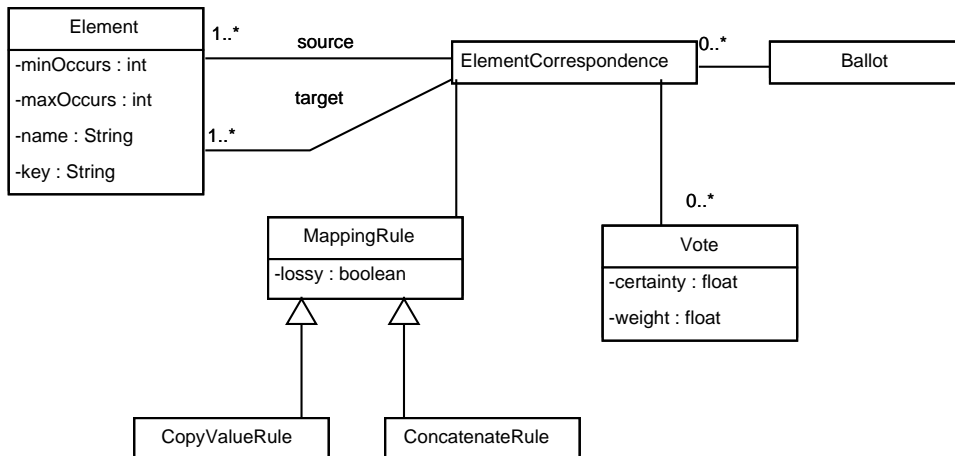 Element
-minOccurs : int
-maxOccurs : int
-name : String
-key : String
1..*
source
target
1..*
ElementCorrespondence
0..*
Ballot
0..*
MappingRule
-lossy : boolean
Vote
-certainty : float
-weight : float
CopyValueRule
ConcatenateRule